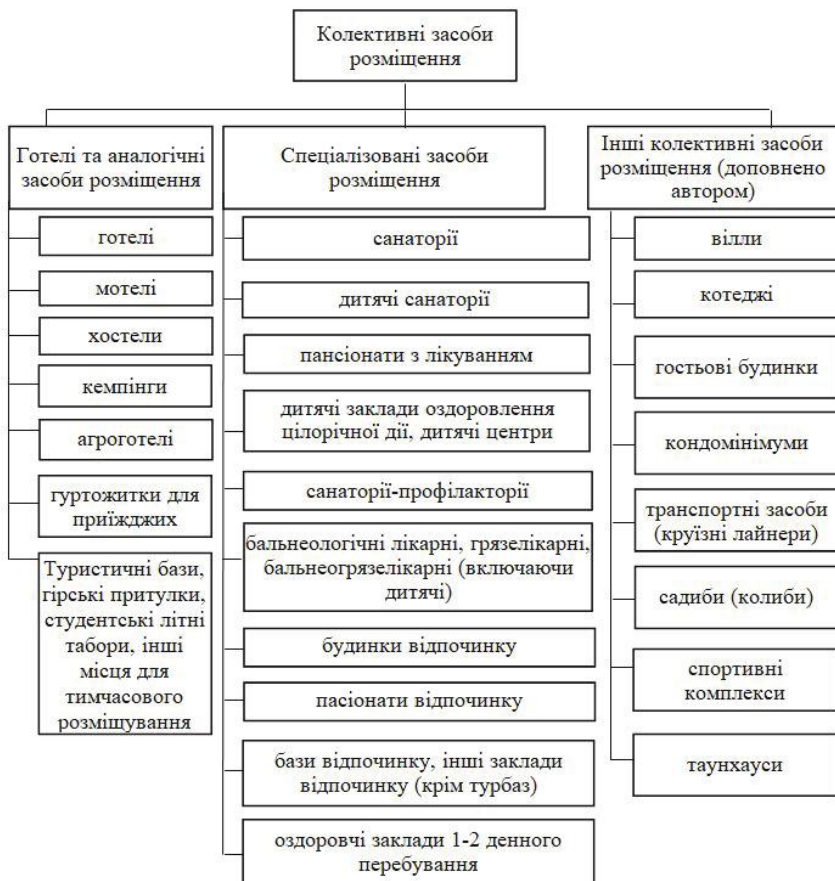 Колективні засоби
розміщення
Готелі та аналогічні
засоби розміщення
готелі
мотелі
хостели
кемпінги
агроготелі
гуртожитки для
приїжджих
Туристичні бази,
гірські притулки,
студентські літні
табори, інші
місця для
тимчасового
розміщування
Спеціалізовані засоби
розміщення
санаторії
дитячі санаторії
пансіонати з лікуванням
дитячі заклади оздоровлення
цілорічної дії, дитячі центри
санаторії-профілакторії
бальнеологічні лікарні, грязелікарні,
бальнеогрязелікарні (включаючи
дитячі)
будинки відпочинку
пасіонати відпочинку
бази відпочинку, інші заклади
відпочинку (крім турбаз)
оздоровчі заклади 1-2 денного
перебування
Інші колективні засоби
розміщення (доповнено
автором)
вілли
котеджі
гостьові будинки
кондомінімуми
транспортні засоби
(круїзні лайнери)
садиби (колиби)
спортивні
комплекси
таунхауси